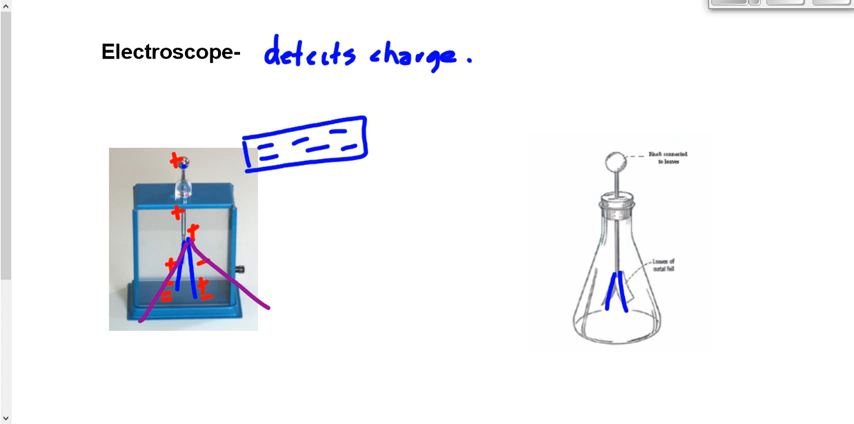 Electroscope- detects charge.
Knob connected
to leaves
Leaves of
metal foil